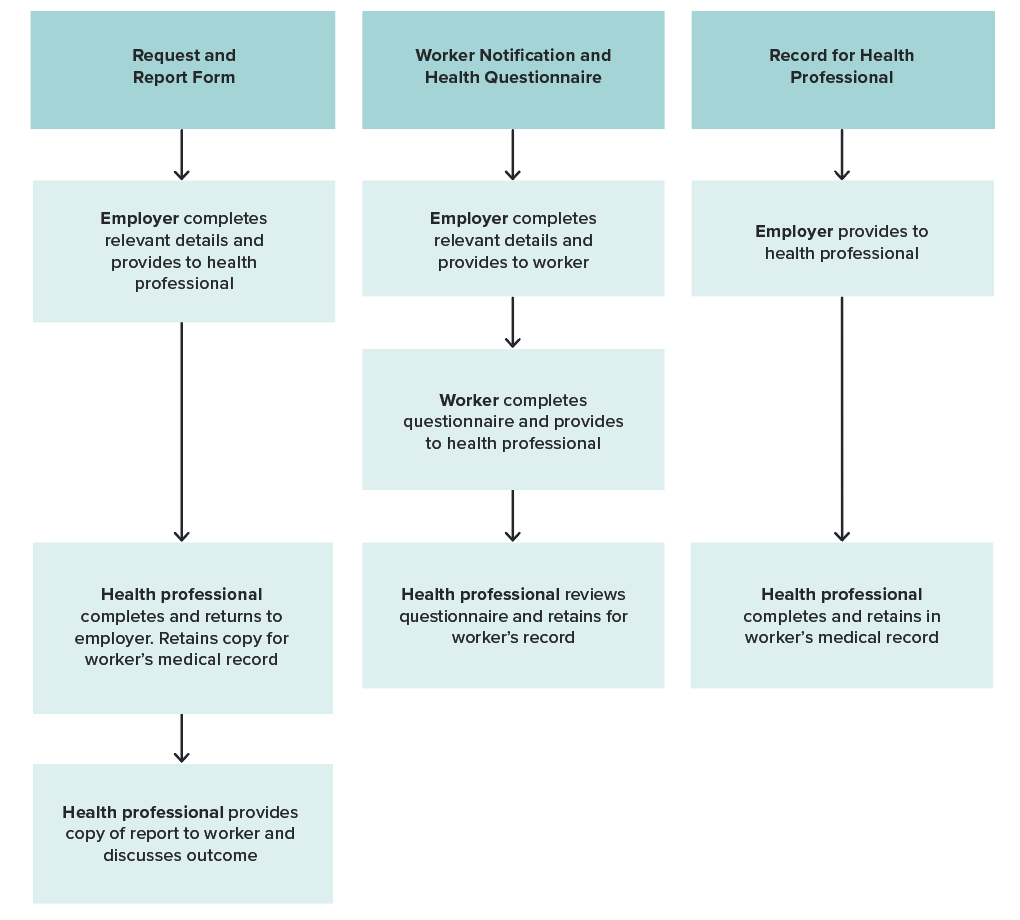 Request and
Report Form
Worker Notification and
Health Questionnaire
Record for Health
Professional
Employer completes
relevant details and
provides to health
professional
Employer completes
relevant details and
provides to worker
Employer provides to
health professional
Worker completes
questionnaire and provides
to health professional
Health professional
completes and returns to
employer. Retains copy for
worker’s medical record
Health professional reviews
questionnaire and retains for
worker’s record
Health professional
completes and retains in
worker’s medical record
Health professional provides
copy of report to worker and
discusses outcome